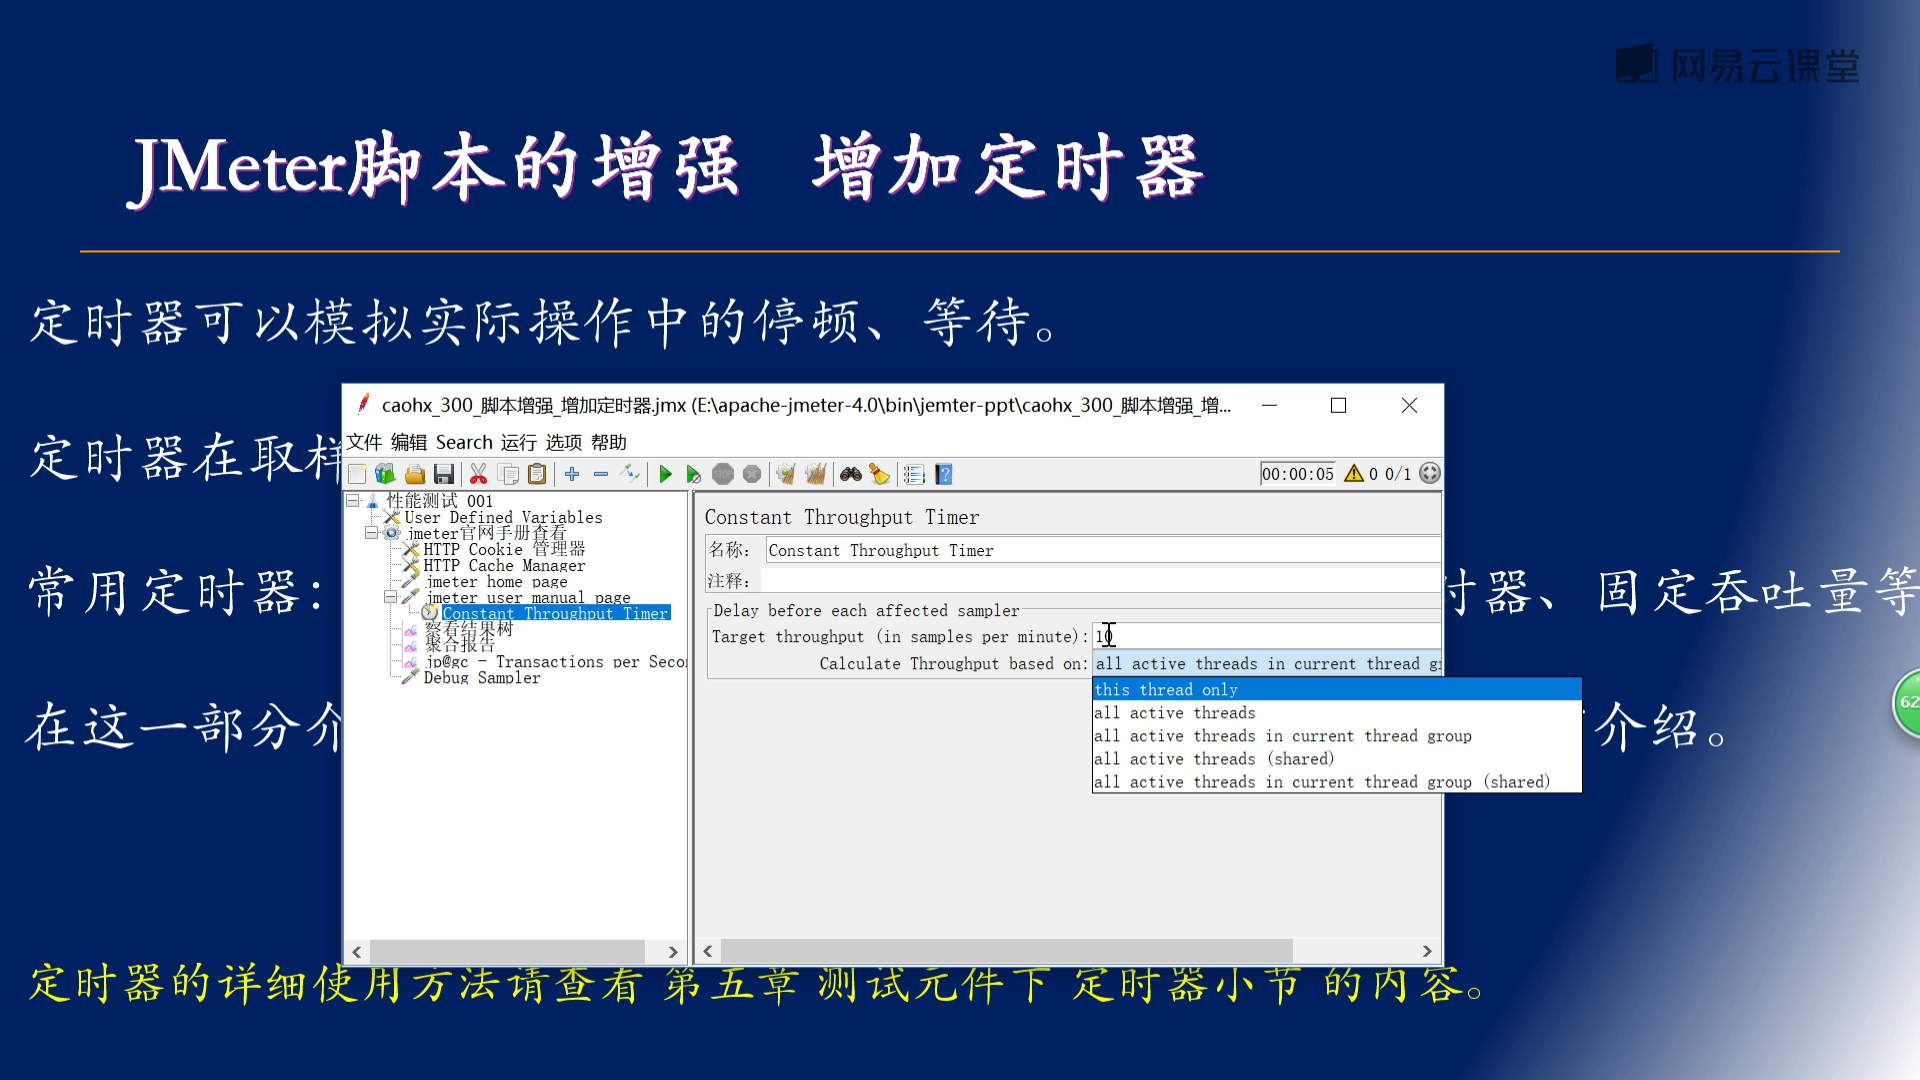 网易云课堂
JMeter脚本的增强 增加定时器
定时器可以模拟实际操作中的停顿、等待。
定时器在取样
常用定时器:
时器、固定吞吐量等
在这一部分介
介绍。
caohx_300_脚本增强_增加定时器.jmx (E:\apache-jmeter-4.0\bin\jemter-ppt\caohx_300_脚本增强_增...
文件 编辑 Search 运行 选项 帮助
00:00:05 0 0/1
性能测试 001
User Defined Variables
jmeter官网手册查看
HTTP Cookie 管理器
HTTP Cache Manager
jmeter home page
jmeter user manual page
Constant Throughput Timer
察看结果树
聚合报告
jp@gc - Transactions per Seco
Debug Sampler
Constant Throughput Timer
名称: Constant Throughput Timer
注释:
Delay before each affected sampler
Target throughput (in samples per minute): 10
Calculate Throughput based on: all active threads in current thread g
this thread only
all active threads
all active threads in current thread group
all active threads (shared)
all active threads in current thread group (shared)
62
定时器的详细使用方法请查看 第五章 测试元件下 定时器小节 的内容。